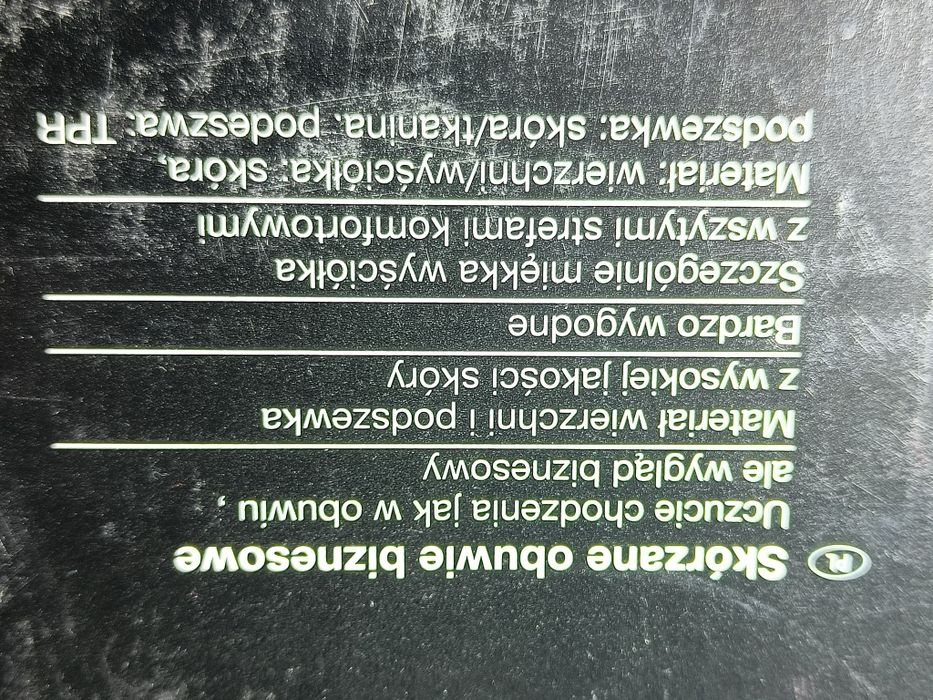 PL Skórzane obuwie biznesowe
Uczucie chodzenia jak w obuwiu ,
ale wygląd biznesowy
Materiał wierzchni i podszewka
z wysokiej jakości skóry
Bardzo wygodne
Szczególnie miękka wyściółka
z wszytymi strefami komfortowymi
Materiał: wierzchni/wyściółka: skóra,
podszewka: skóra/tkanina. podeszwa: TPR